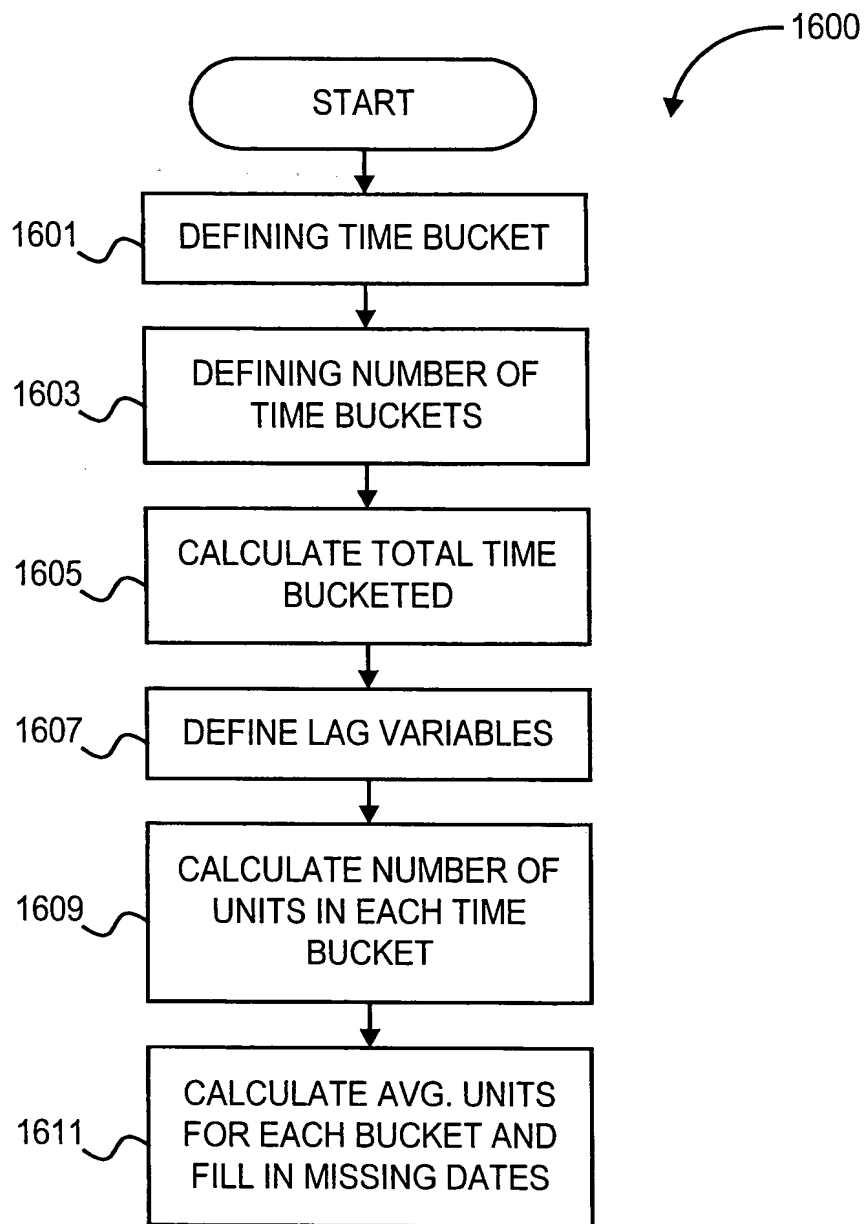 1600
START
1601
DEFINING TIME BUCKET
1603
DEFINING NUMBER OF
TIME BUCKETS
1605
CALCULATE TOTAL TIME
BUCKETED
1607
DEFINE LAG VARIABLES
1609
CALCULATE NUMBER OF
UNITS IN EACH TIME
BUCKET
1611
CALCULATE AVG. UNITS
FOR EACH BUCKET AND
FILL IN MISSING DATES